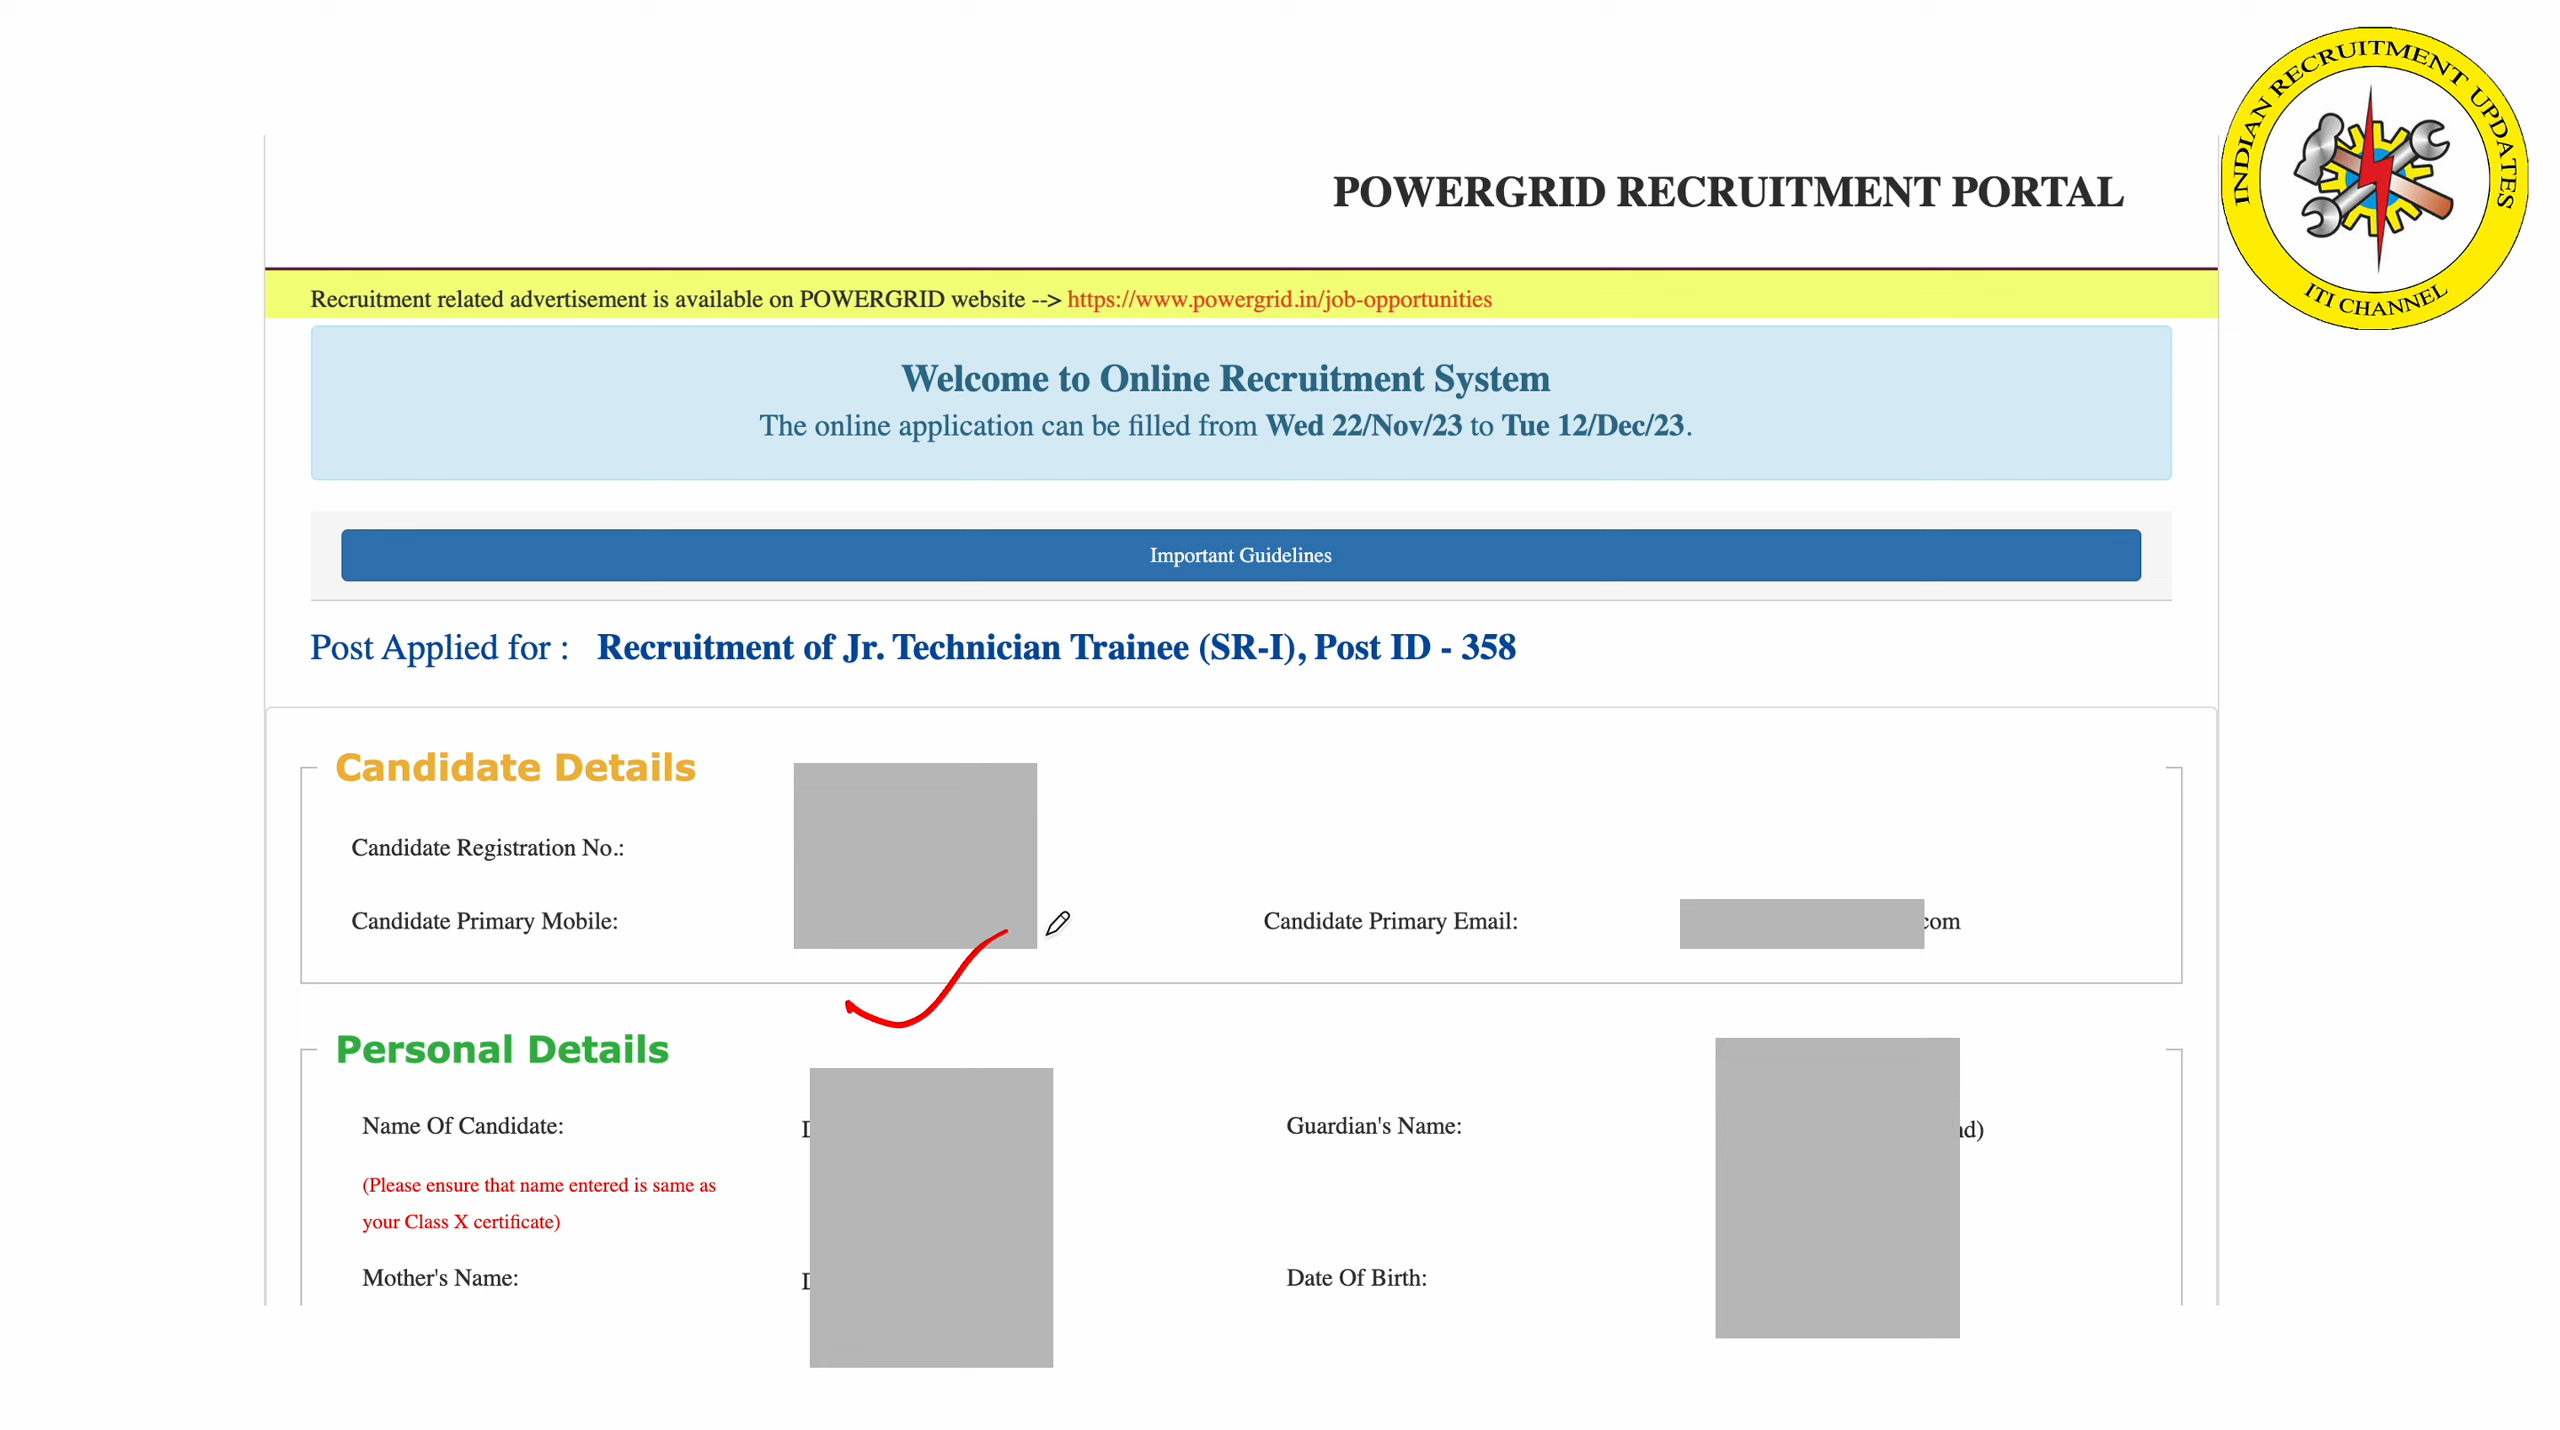 INDIAN RECRUITMENT UPDATES
ITI CHANNEL
POWERGRID RECRUITMENT PORTAL
Recruitment related advertisement is available on POWERGRID website --> https://www.powergrid.in/job-opportunities
Welcome to Online Recruitment System
The online application can be filled from Wed 22/Nov/23 to Tue 12/Dec/23.
Important Guidelines
Post Applied for : Recruitment of Jr. Technician Trainee (SR-I), Post ID - 358
Candidate Details
Candidate Registration No.:
Candidate Primary Mobile:
Candidate Primary Email: com
Personal Details
Name Of Candidate:
Guardian's Name:
(Please ensure that name entered is same as
your Class X certificate)
Mother's Name:
Date Of Birth: